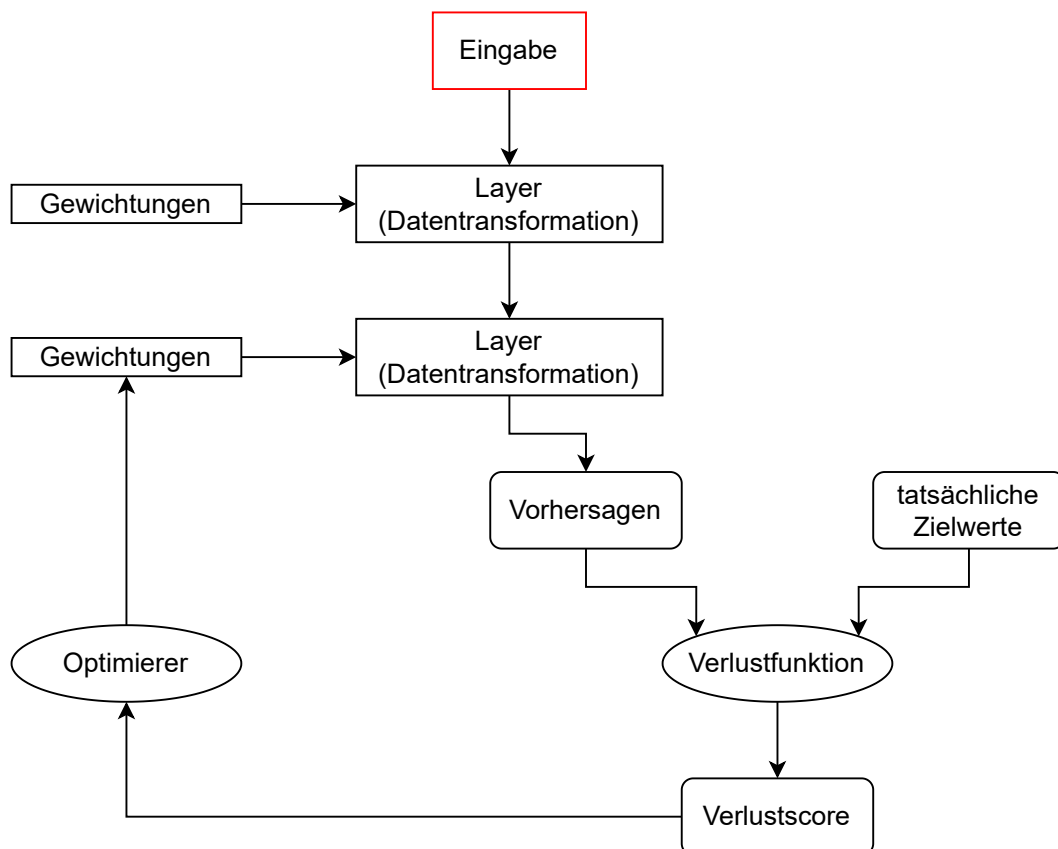 Eingabe
Gewichtungen
Layer
(Datentransformation)
Gewichtungen
Layer
(Datentransformation)
Vorhersagen
tatsächliche
Zielwerte
Optimierer
Verlustfunktion
Verlustscore